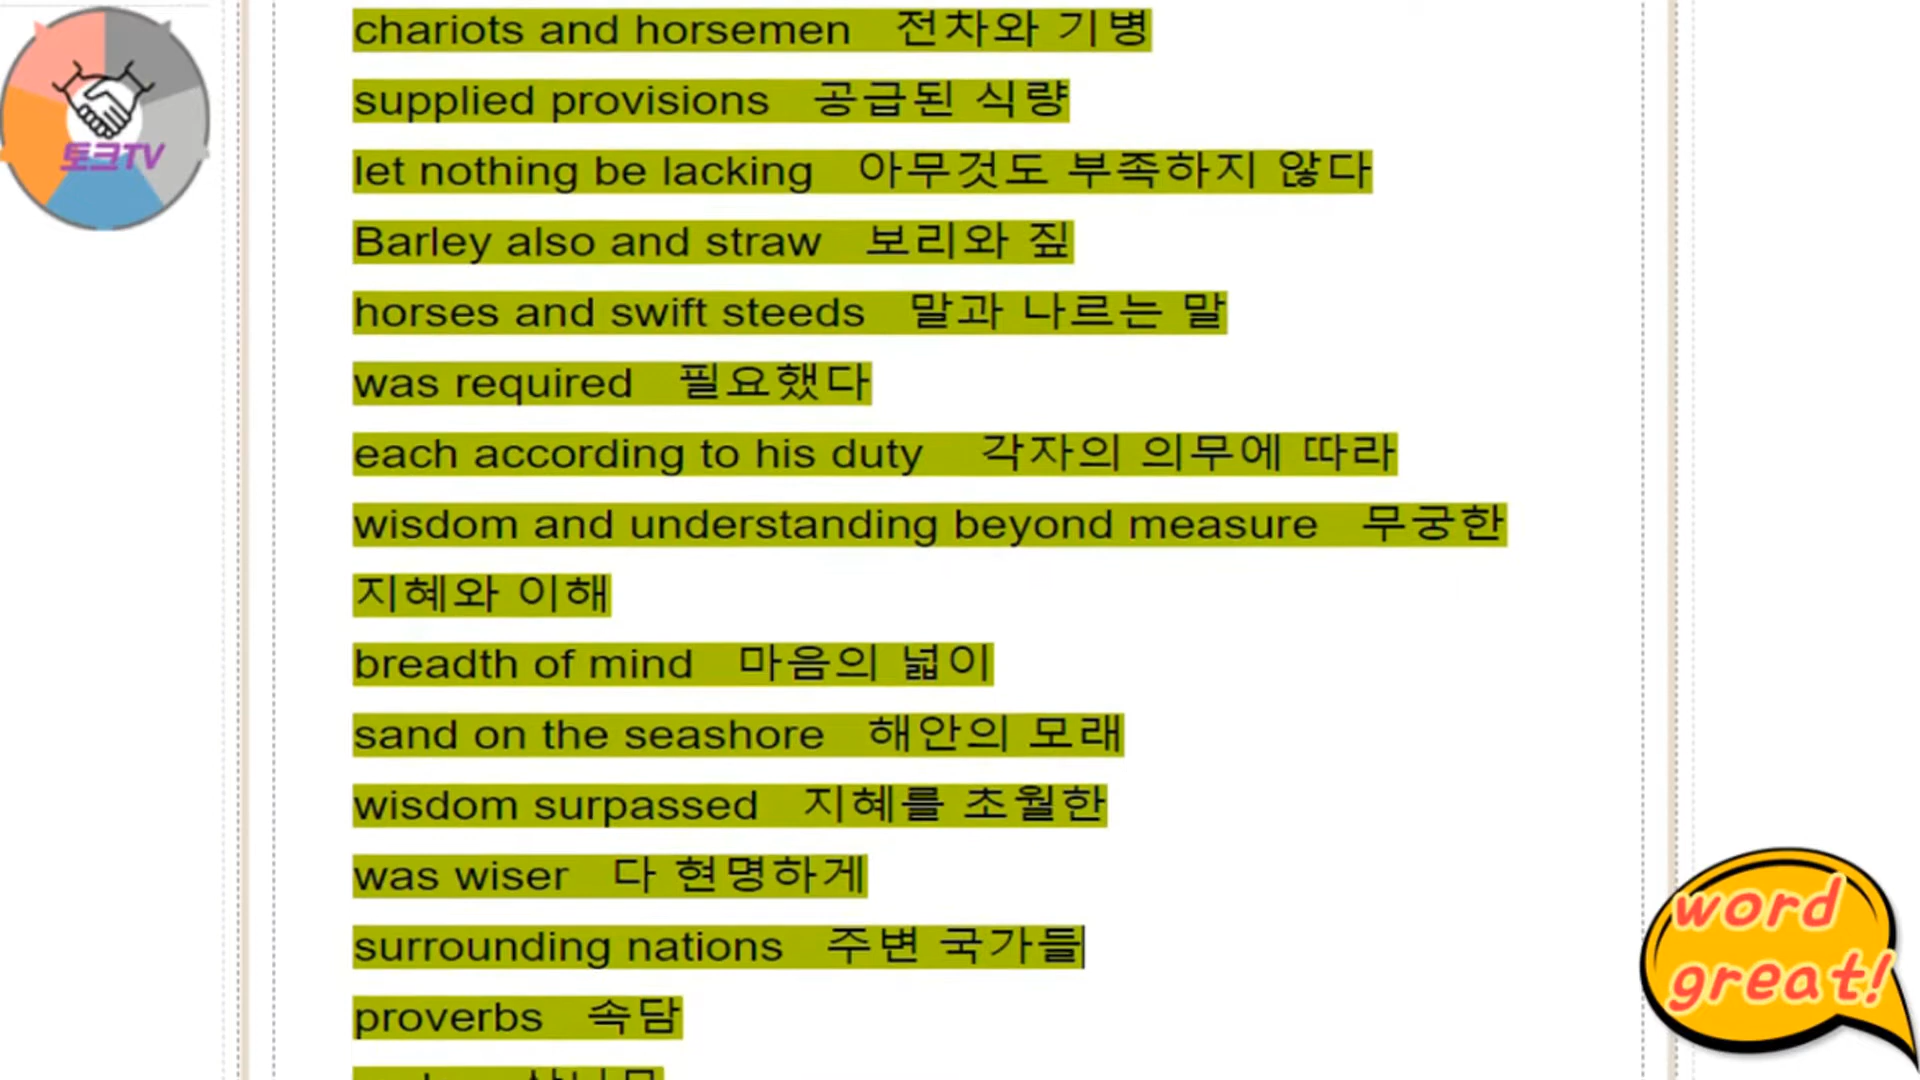 chariots and horsemen 전차와 기병
supplied provisions 공급된 식량
let nothing be lacking 아무것도 부족하지 않다
Barley also and straw 보리와 짚
horses and swift steeds 말과 나르는 말
was required 필요했다
each according to his duty 각자의 의무에 따라
wisdom and understanding beyond measure 무궁한
지혜와 이해
breadth of mind 마음의 넓이
sand on the seashore 해안의 모래
wisdom surpassed 지혜를 초월한
was wiser 다 현명하게
surrounding nations 주변 국가들
proverbs 속담
토크TV
word
great!